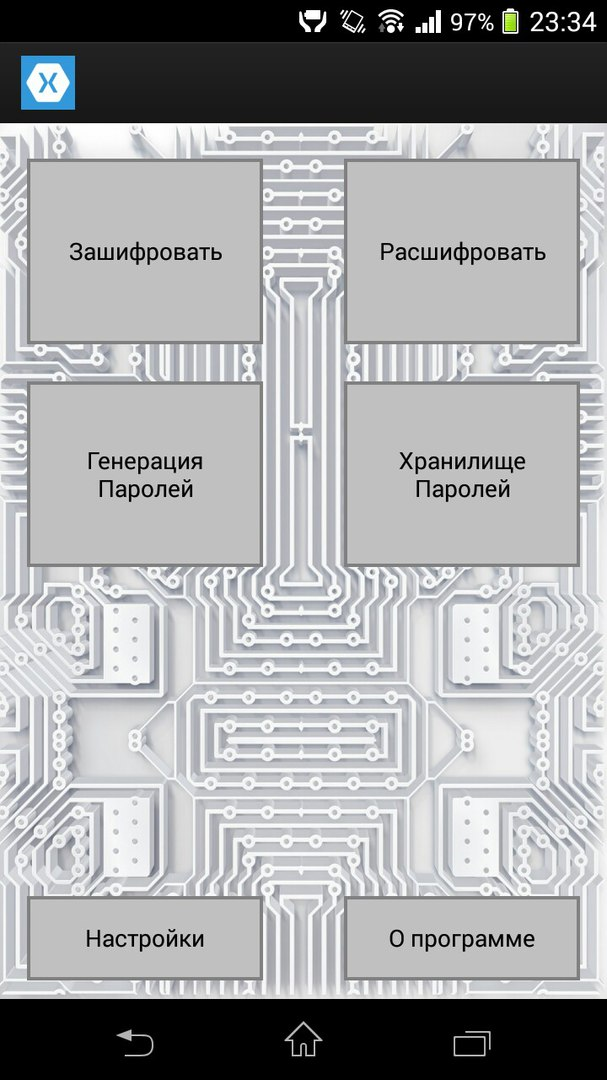 97% 23:34
Зашифровать
Расшифровать
Генерация
Паролей
Хранилище
Паролей
Настройки
О программе